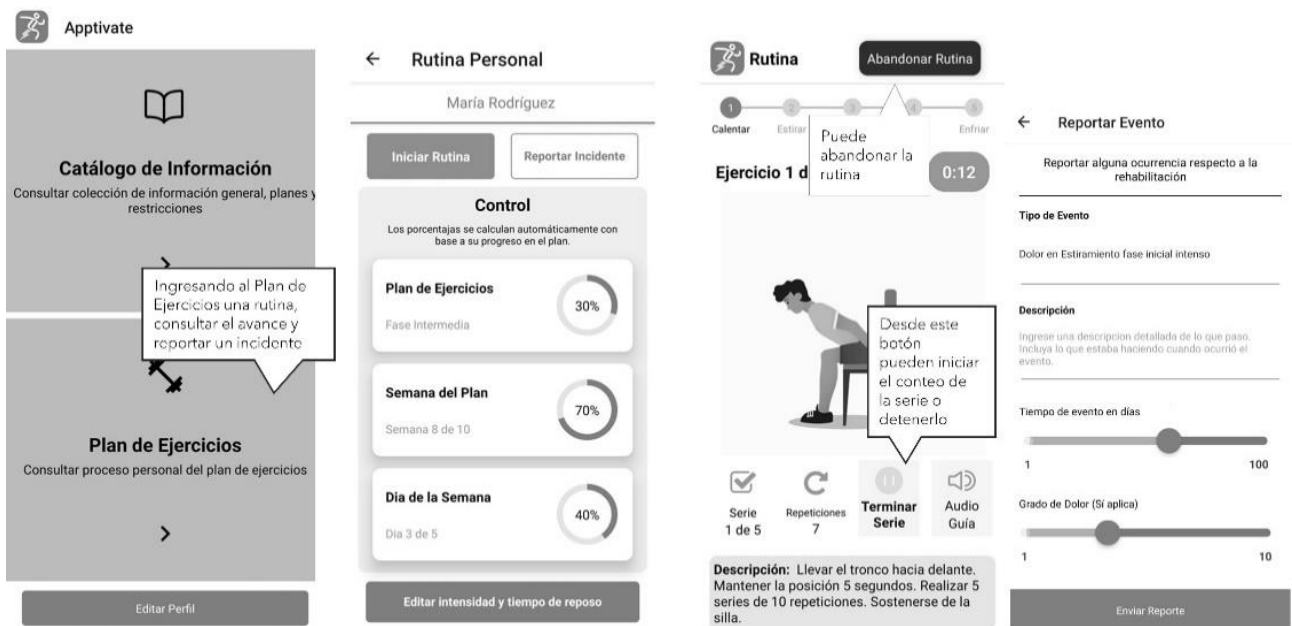 Apptivate
Catálogo de Información
Consultar colección de información general, planes y
restricciones
Ingresando al Plan de
Ejercicios una rutina,
consultar el avance y
reportar un incidente
Plan de Ejercicios
Consultar proceso personal del plan de ejercicios
Editar Perfil
Rutina Personal
María Rodríguez
Iniciar Rutina
Reportar Incidente
Control
Los porcentajas se calculan automáticamente con
base a su progreso en el plan.
Plan de Ejercicios
30%
Fase Intermedia
Semana del Plan
70%
Semana 8 de 10
Dia de la Semana
40%
Dia 3 de 5
Editar intensidad y tiempo de reposo
Rutina
Abandonar Rutina
1 2 3 4 5
Calentar Estirar Enfriar
Puede
abandonar la
rutina
Ejercicio 1 d
0:12
Desde este
botón
pueden iniciar
el conteo de
la serie o
detenerlo
Serie
1 de 5
Repeticiones
7
Terminar
Serie
Audio
Guía
Descripción: Llevar el tronco hacia delante.
Mantener la posición 5 segundos. Realizar 5
series de 10 repeticiones. Sostenerse de la
silla.
Reportar Evento
Reportar alguna ocurrencia respecto a la
rehabilitación
Tipo de Evento
Dolor en Estiramiento fase inicial intenso
Descripción
Ingrese una descripcion detallada de lo que paso.
Incluya lo que estaba haciendo cuando ocurrió el
evento.
Tiempo de evento en días
1 100
Grado de Dolor (Sí aplica)
1 10
Enviar Reporte